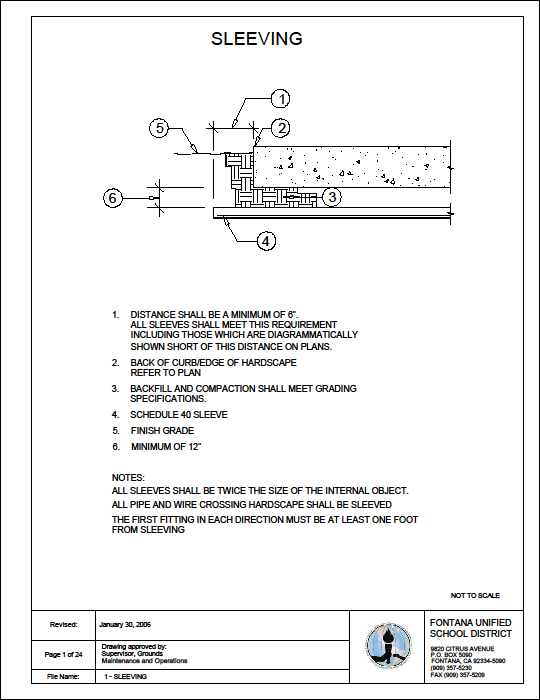 SLEEVING
1
5
2
6
3
4
1. DISTANCE SHALL BE A MINIMUM OF 6".
ALL SLEEVES SHALL MEET THIS REQUIREMENT
INCLUDING THOSE WHICH ARE DIAGRAMMATICALLY
SHOWN SHORT OF THIS DISTANCE ON PLANS.
2. BACK OF CURB/EDGE OF HARDSCAPE
REFER TO PLAN
3. BACKFILL AND COMPACTION SHALL MEET GRADING
SPECIFICATIONS.
4. SCHEDULE 40 SLEEVE
5. FINISH GRADE
6. MINIMUM OF 12"
NOTES:
ALL SLEEVES SHALL BE TWICE THE SIZE OF THE INTERNAL OBJECT.
ALL PIPE AND WIRE CROSSING HARDSCAPE SHALL BE SLEEVED
THE FIRST FITTING IN EACH DIRECTION MUST BE AT LEAST ONE FOOT
FROM SLEEVING
NOT TO SCALE
Revised: January 30, 2006
Page 1 of 24
Drawing approved by:
Supervisor, Grounds
Maintenance and Operations
File Name: 1 - SLEEVING
FONTANA UNIFIED
SCHOOL DISTRICT
9820 CITRUS AVENUE
P.O. BOX 5090
FONTANA, CA 92334-5090
(909) 357-5230
FAX (909) 357-5209